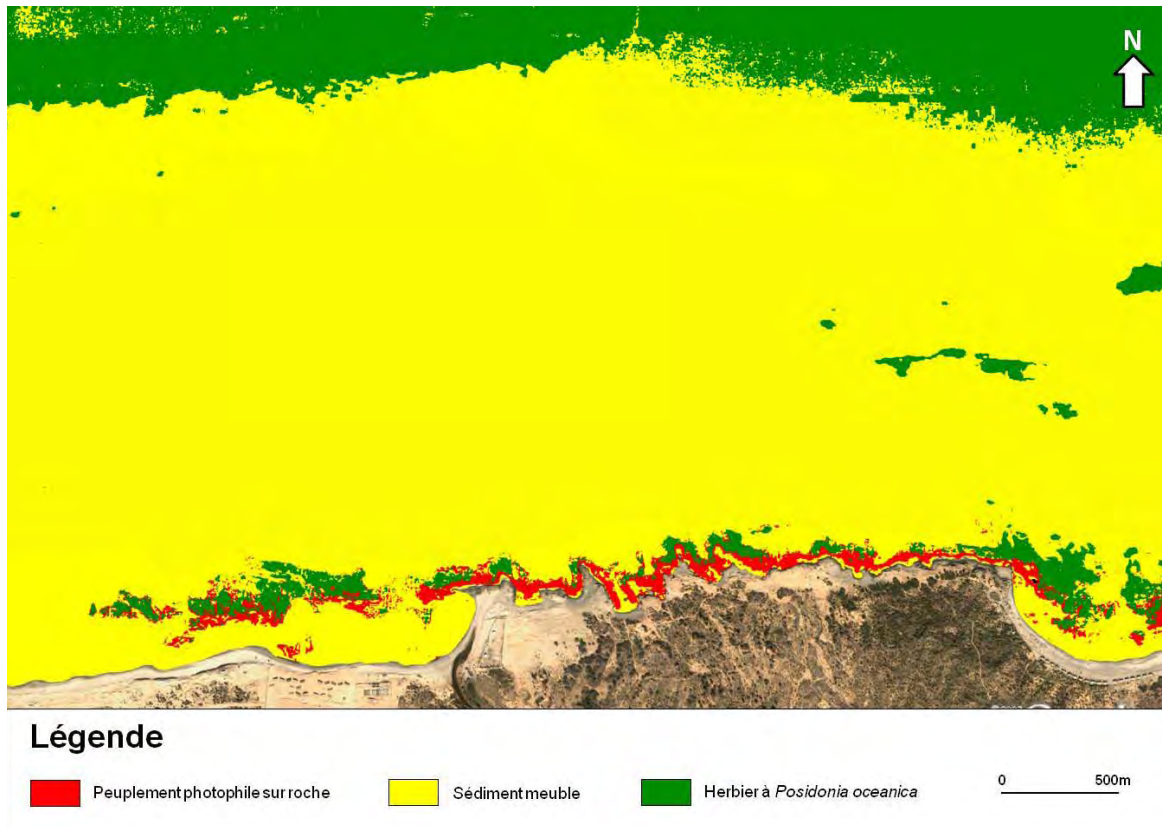 N
Légende
Peuplement photophile sur roche
Sédiment meuble
Herbier à Posidonia oceanica
0 500m